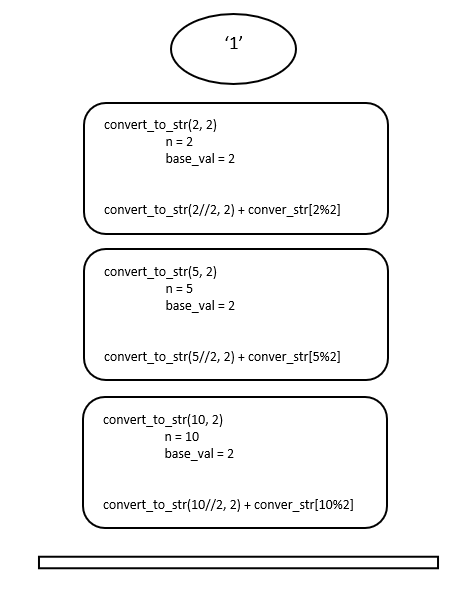 ‘1’
convert_to_str(2, 2)
n = 2
base_val = 2
convert_to_str(2//2, 2) + conver_str[2%2]
convert_to_str(5, 2)
n = 5
base_val = 2
convert_to_str(5//2, 2) + conver_str[5%2]
convert_to_str(10, 2)
n = 10
base_val = 2
convert_to_str(10//2, 2) + conver_str[10%2]